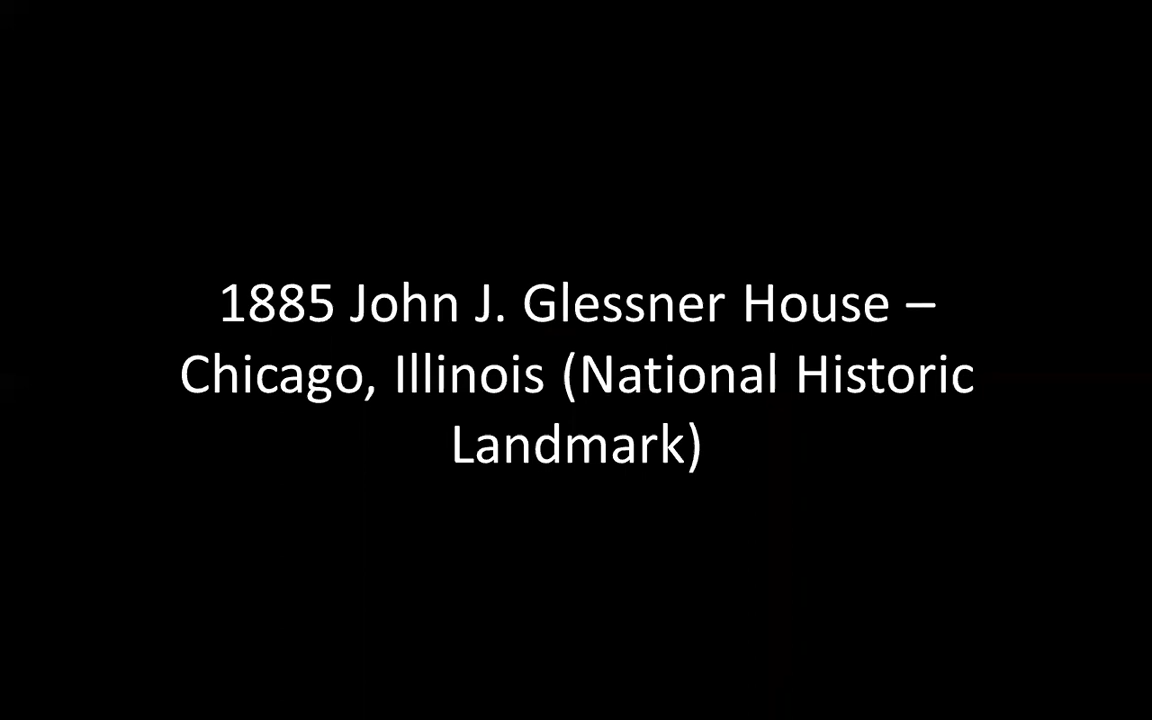 1885 John J. Glessner House –
Chicago, Illinois (National Historic
Landmark)